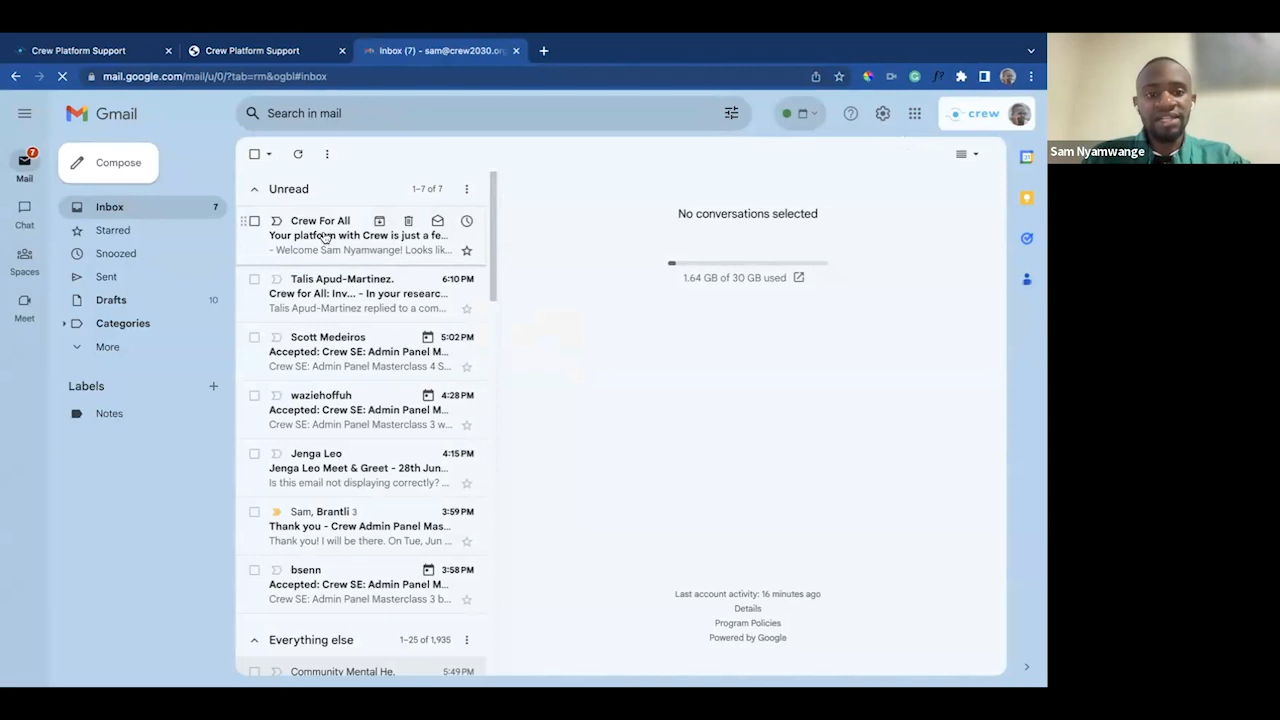 Crew Platform Support
Crew Platform Support
Inbox (7) - sam@crew2030.or
mail.google.com/mail/u/0/?tab=rm&ogbl#inbox
Gmail
Search in mail
crew
Sam Nyamwange
7
Mail
Chat
Spaces
Meet
Compose
Inbox 7
Starred
Snoozed
Sent
Drafts 10
Categories
More
Labels
Notes
Unread 1–7 of 7
Crew For All
Your platform with Crew is just a fe...
- Welcome Sam Nyamwange! Looks lik...
Talis Apud-Martinez. 6:10 PM
Crew for All: Inv... - In your researc...
Talis Apud-Martinez replied to a com...
Scott Medeiros 5:02 PM
Accepted: Crew SE: Admin Panel M...
Crew SE: Admin Panel Masterclass 4 S...
waziehoffuh 4:28 PM
Accepted: Crew SE: Admin Panel M...
Crew SE: Admin Panel Masterclass 3 w...
Jenga Leo 4:15 PM
Jenga Leo Meet & Greet - 28th Jun...
Is this email not displaying correctly? ...
Sam, Brantli 3 3:59 PM
Thank you - Crew Admin Panel Mas...
Thank you! I will be there. On Tue, Jun ...
bsenn 3:58 PM
Accepted: Crew SE: Admin Panel M...
Crew SE: Admin Panel Masterclass 3 b...
Everything else 1–25 of 1,935
Community Mental He. 5:49 PM
No conversations selected
1.64 GB of 30 GB used
Last account activity: 16 minutes ago
Details
Program Policies
Powered by Google